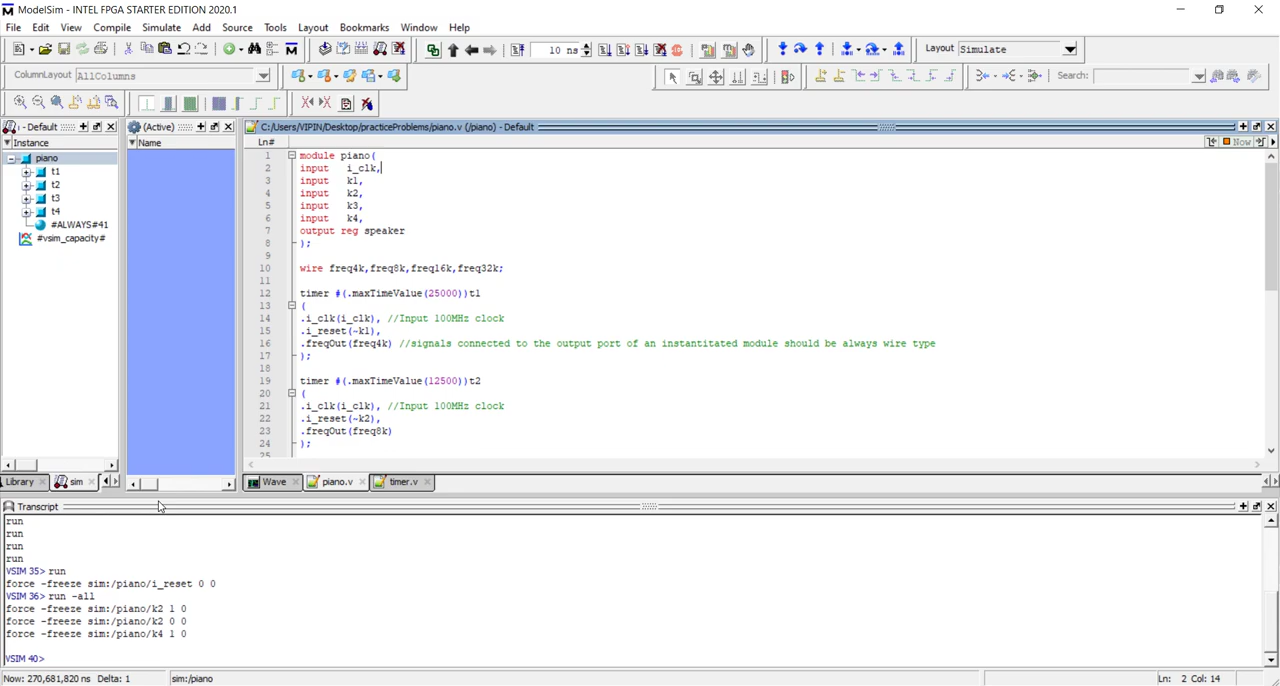 ModelSim - INTEL FPGA STARTER EDITION 2020.1
File Edit View Compile Simulate Add Source Tools Layout Bookmarks Window Help
10 ns
Layout Simulate
ColumnLayout AllColumns
Search:
- Default
(Active)
C:/Users/VIPIN/Desktop/practiceProblems/piano.v (/piano) - Default
Instance
Name
Ln#
Now
piano
t1
t2
t3
t4
#ALWAYS#41
#vsim_capacity#
1 module piano(
2 input i_clk,
3 input k1,
4 input k2,
5 input k3,
6 input k4,
7 output reg speaker
8 );
9
10 wire freq4k,freq8k,freq16k,freq32k;
11
12 timer #(.maxTimeValue(25000))t1
13 (
14 .i_clk(i_clk), //Input 100MHz clock
15 .i_reset(~k1),
16 .freqOut(freq4k) //signals connected to the output port of an instantitated module should be always wire type
17 );
18
19 timer #(.maxTimeValue(12500))t2
20 (
21 .i_clk(i_clk), //Input 100MHz clock
22 .i_reset(~k2),
23 .freqOut(freq8k)
24 );
25
Library sim
Wave piano.v timer.v
Transcript
run
run
run
run
VSIM 35> run
force -freeze sim:/piano/i_reset 0 0
VSIM 36> run -all
force -freeze sim:/piano/k2 1 0
force -freeze sim:/piano/k2 0 0
force -freeze sim:/piano/k4 1 0
VSIM 40>
Now: 270,681,820 ns Delta: 1
sim:/piano
Ln: 2 Col: 14